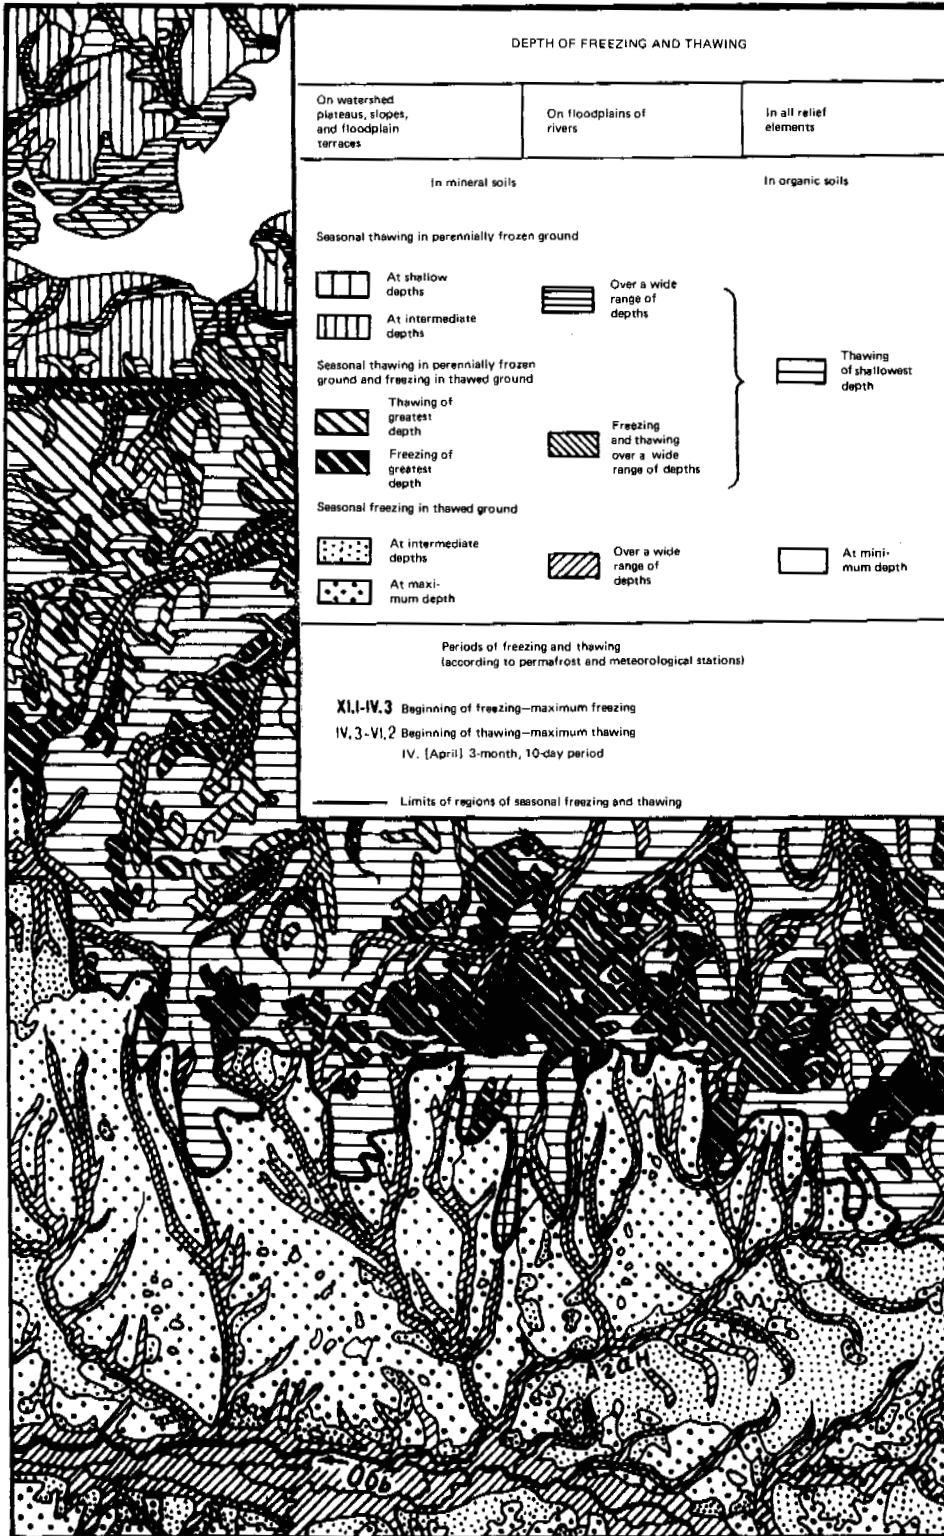 DEPTH OF FREEZING AND THAWING
On watershed
plateaus, slopes,
and floodplain
terraces
On floodplains of
rivers
In all relief
elements
In mineral soils
In organic soils
Seasonal thawing in perennially frozen ground
At shallow
depths
Over a wide
range of
depths
At intermediate
depths
Seasonal thawing in perennially frozen
ground and freezing in thawed ground
Thawing
of shallowest
depth
Thawing of
greatest
depth
Freezing
and thawing
over a wide
range of depths
Freezing of
greatest
depth
Seasonal freezing in thawed ground
At intermediate
depths
Over a wide
range of
depths
At mini-
mum depth
At maxi-
mum depth
Periods of freezing and thawing
(according to permafrost and meteorological stations)
XI.I-IV.3 Beginning of freezing—maximum freezing
IV.3-VI.2 Beginning of thawing—maximum thawing
IV. [April] 3-month, 10-day period
Limits of regions of seasonal freezing and thawing
Agan
Ob